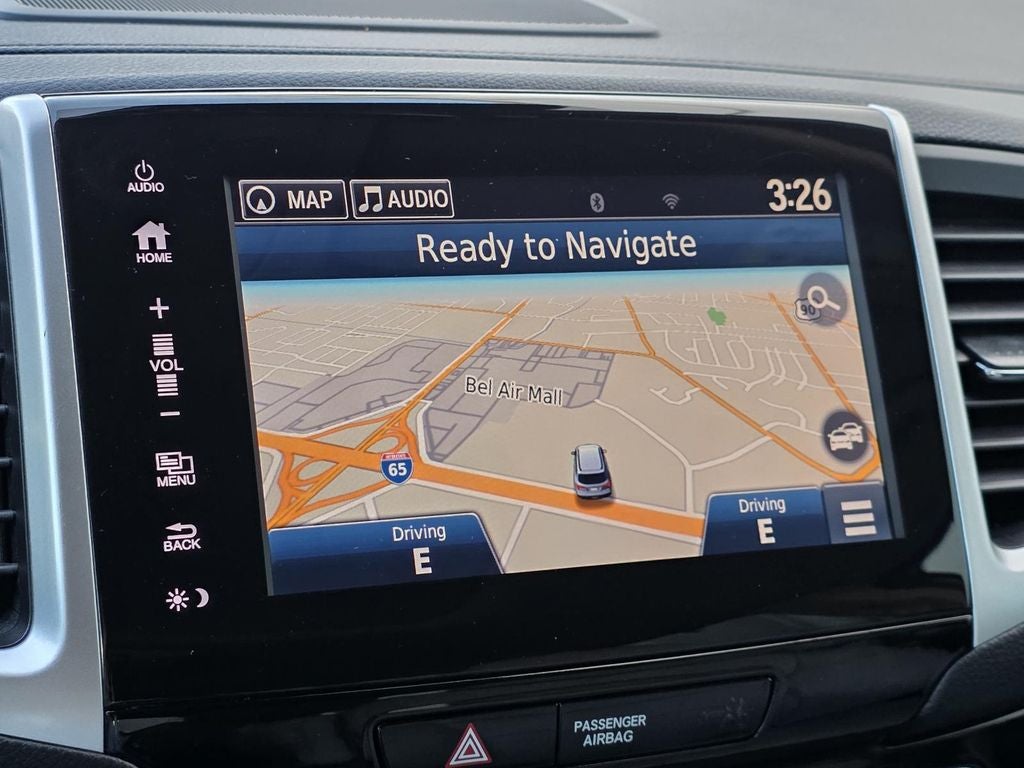 AUDIO
MAP
AUDIO
3:26
HOME
Ready to Navigate
+
90
VOL
Bel Air Mall
−
INTERSTATE
65
MENU
Driving
E
Driving
E
BACK
PASSENGER
AIRBAG